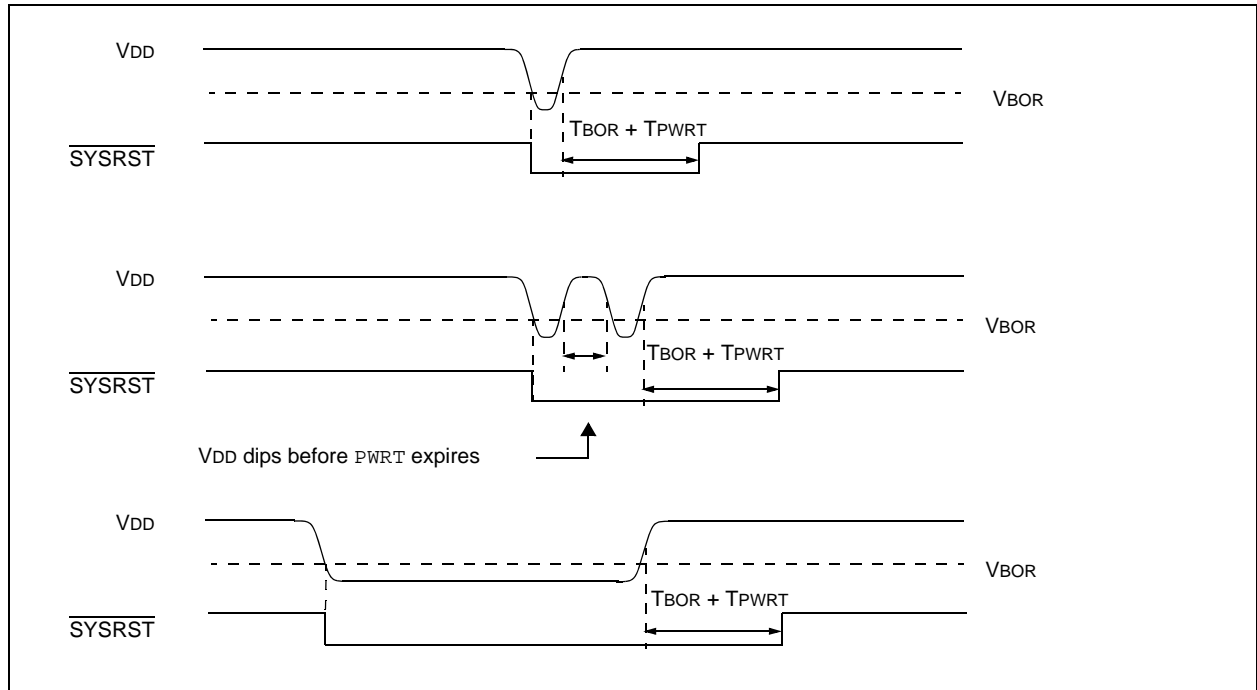 VDD
VBOR
TBOR + TPWRT
SYSRST
VDD
VBOR
TBOR + TPWRT
SYSRST
VDD dips before PWRT expires
VDD
VBOR
TBOR + TPWRT
SYSRST